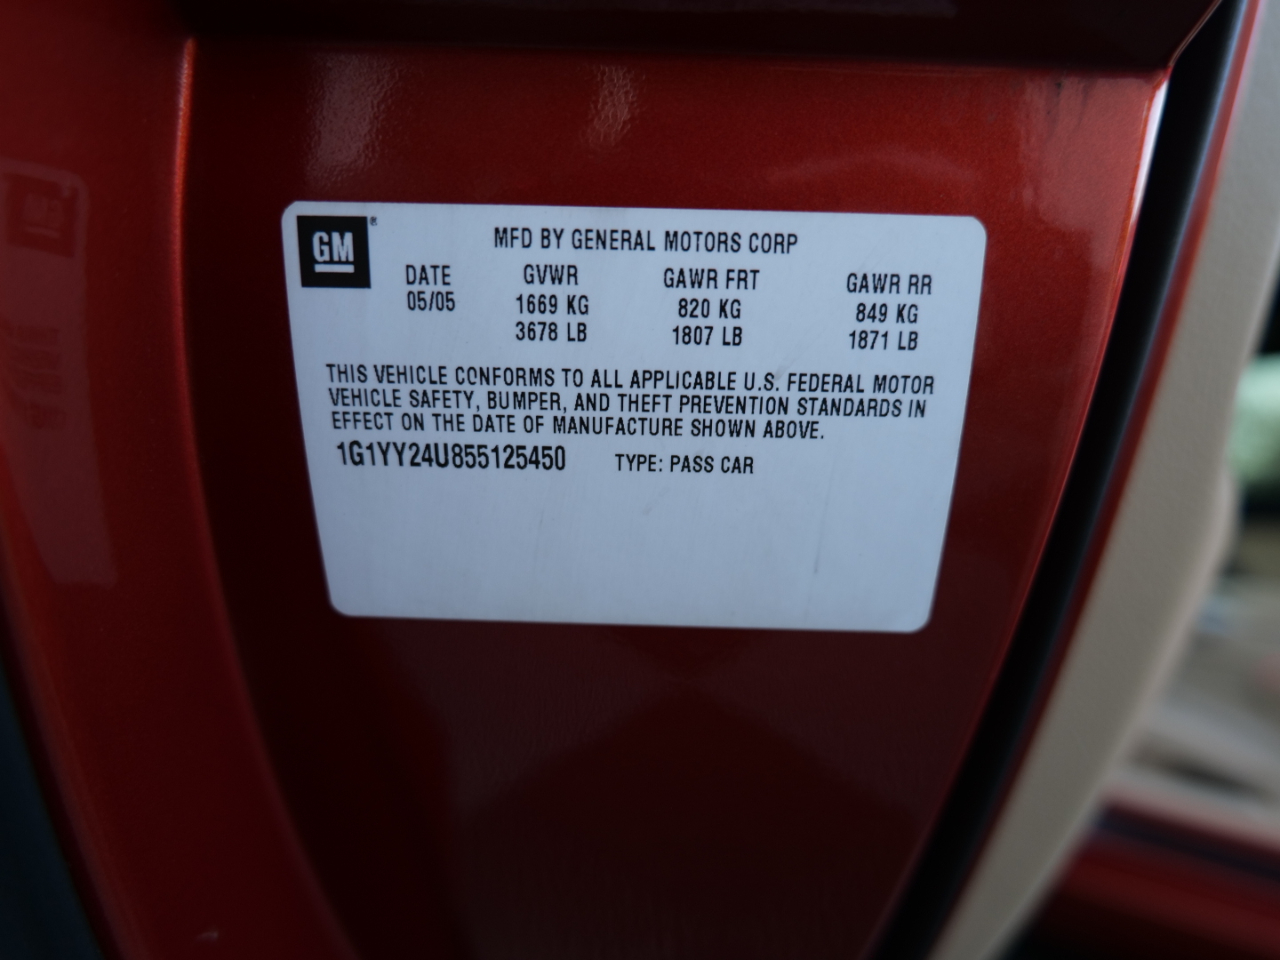 GM®
MFD BY GENERAL MOTORS CORP
DATE GVWR GAWR FRT GAWR RR
05/05 1669 KG 820 KG 849 KG
3678 LB 1807 LB 1871 LB
THIS VEHICLE CONFORMS TO ALL APPLICABLE U.S. FEDERAL MOTOR
VEHICLE SAFETY, BUMPER, AND THEFT PREVENTION STANDARDS IN
EFFECT ON THE DATE OF MANUFACTURE SHOWN ABOVE.
1G1YY24U855125450 TYPE: PASS CAR